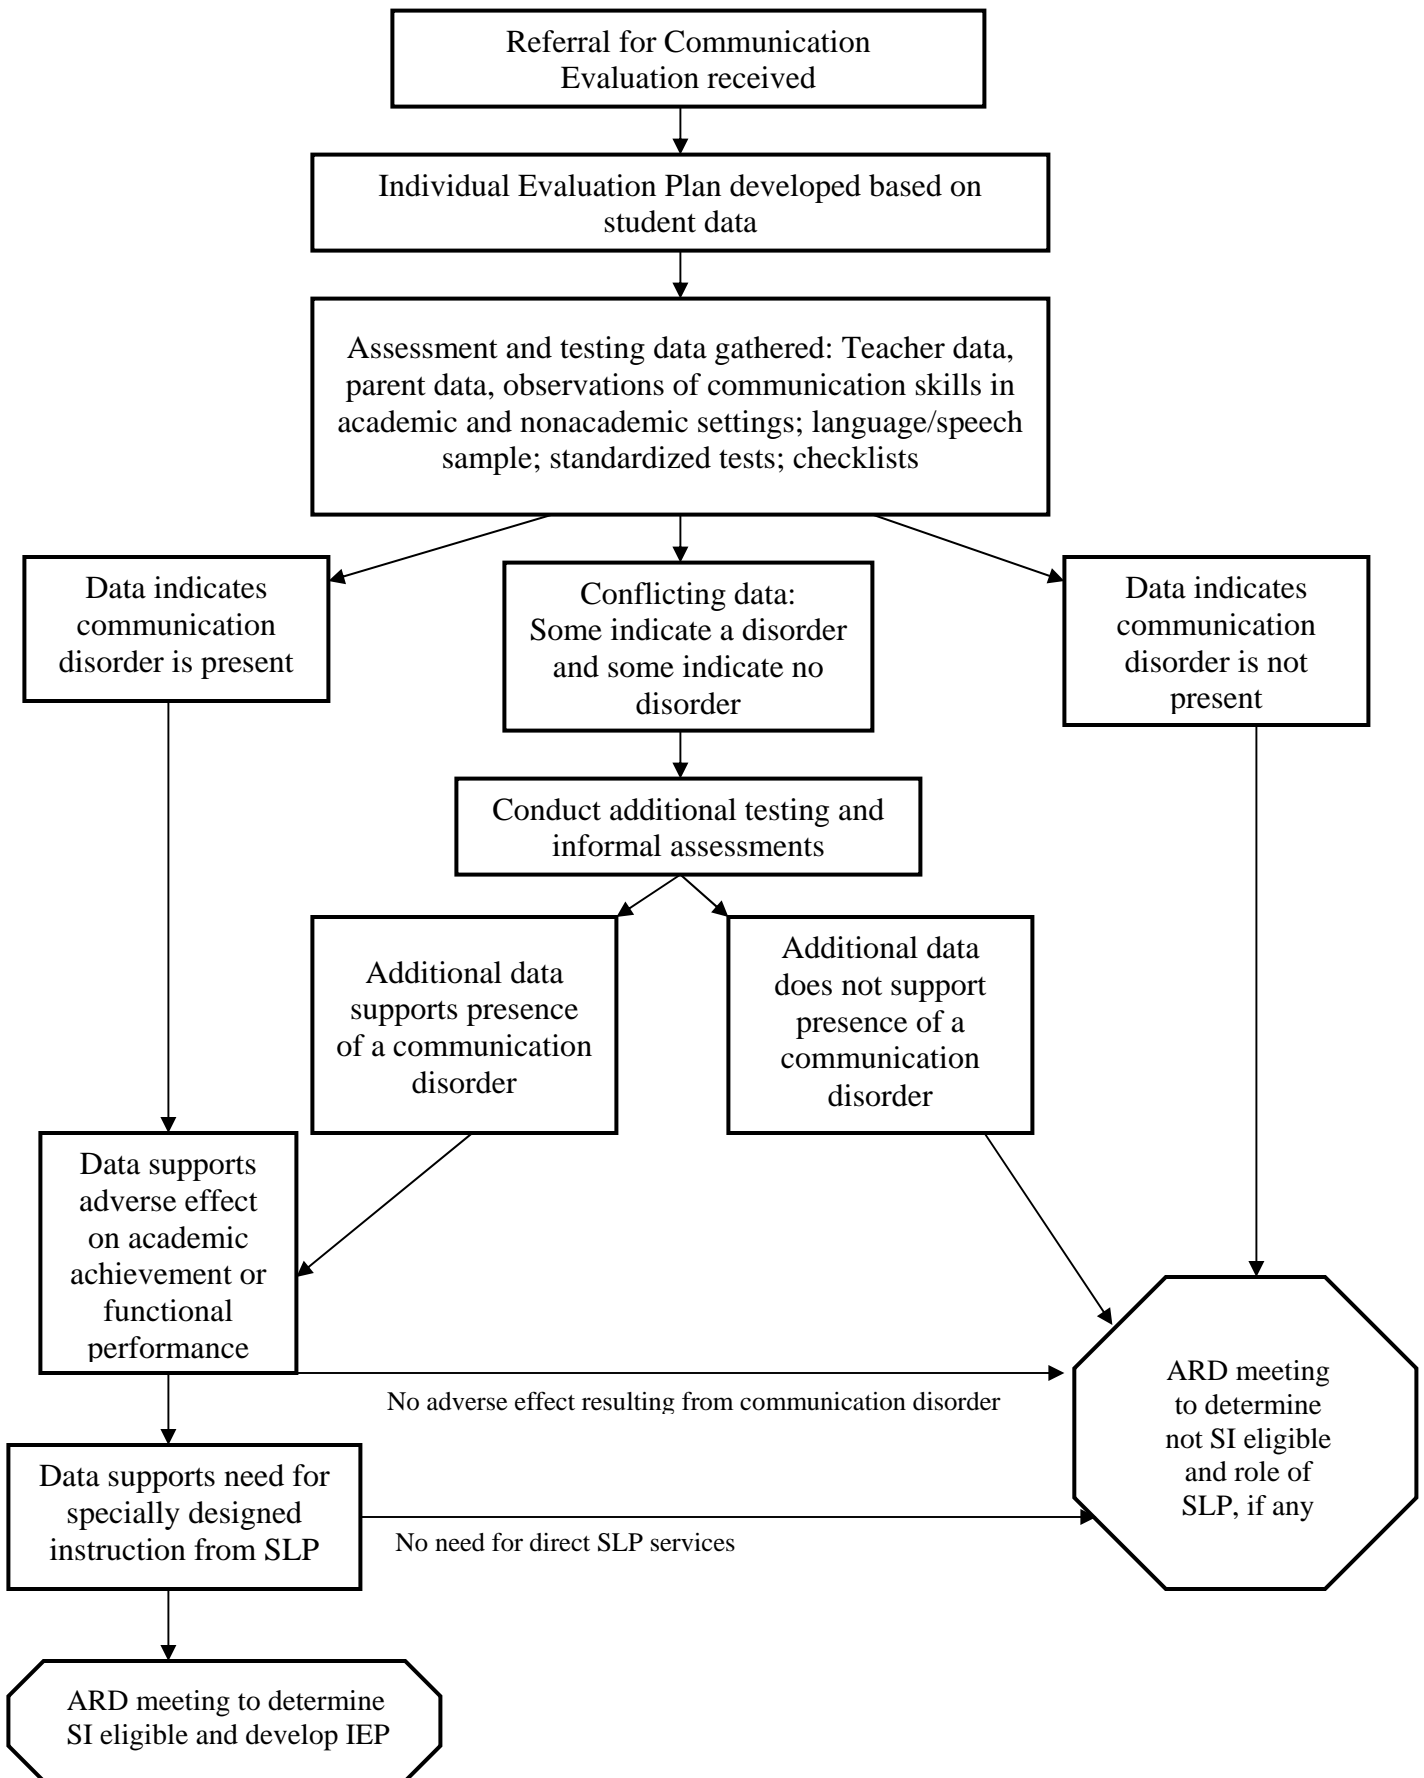 Referral for Communication
Evaluation received
Individual Evaluation Plan developed based on
student data
Assessment and testing data gathered: Teacher data,
parent data, observations of communication skills in
academic and nonacademic settings; language/speech
sample; standardized tests; checklists
Data indicates
communication
disorder is present
Conflicting data:
Some indicate a disorder
and some indicate no
disorder
Data indicates
communication
disorder is not
present
Conduct additional testing and
informal assessments
Additional data
supports presence
of a communication
disorder
Additional data
does not support
presence of a
communication
disorder
Data supports
adverse effect
on academic
achievement or
functional
performance
No adverse effect resulting from communication disorder
ARD meeting
to determine
not SI eligible
and role of
SLP, if any
Data supports need for
specially designed
instruction from SLP
No need for direct SLP services
ARD meeting to determine
SI eligible and develop IEP